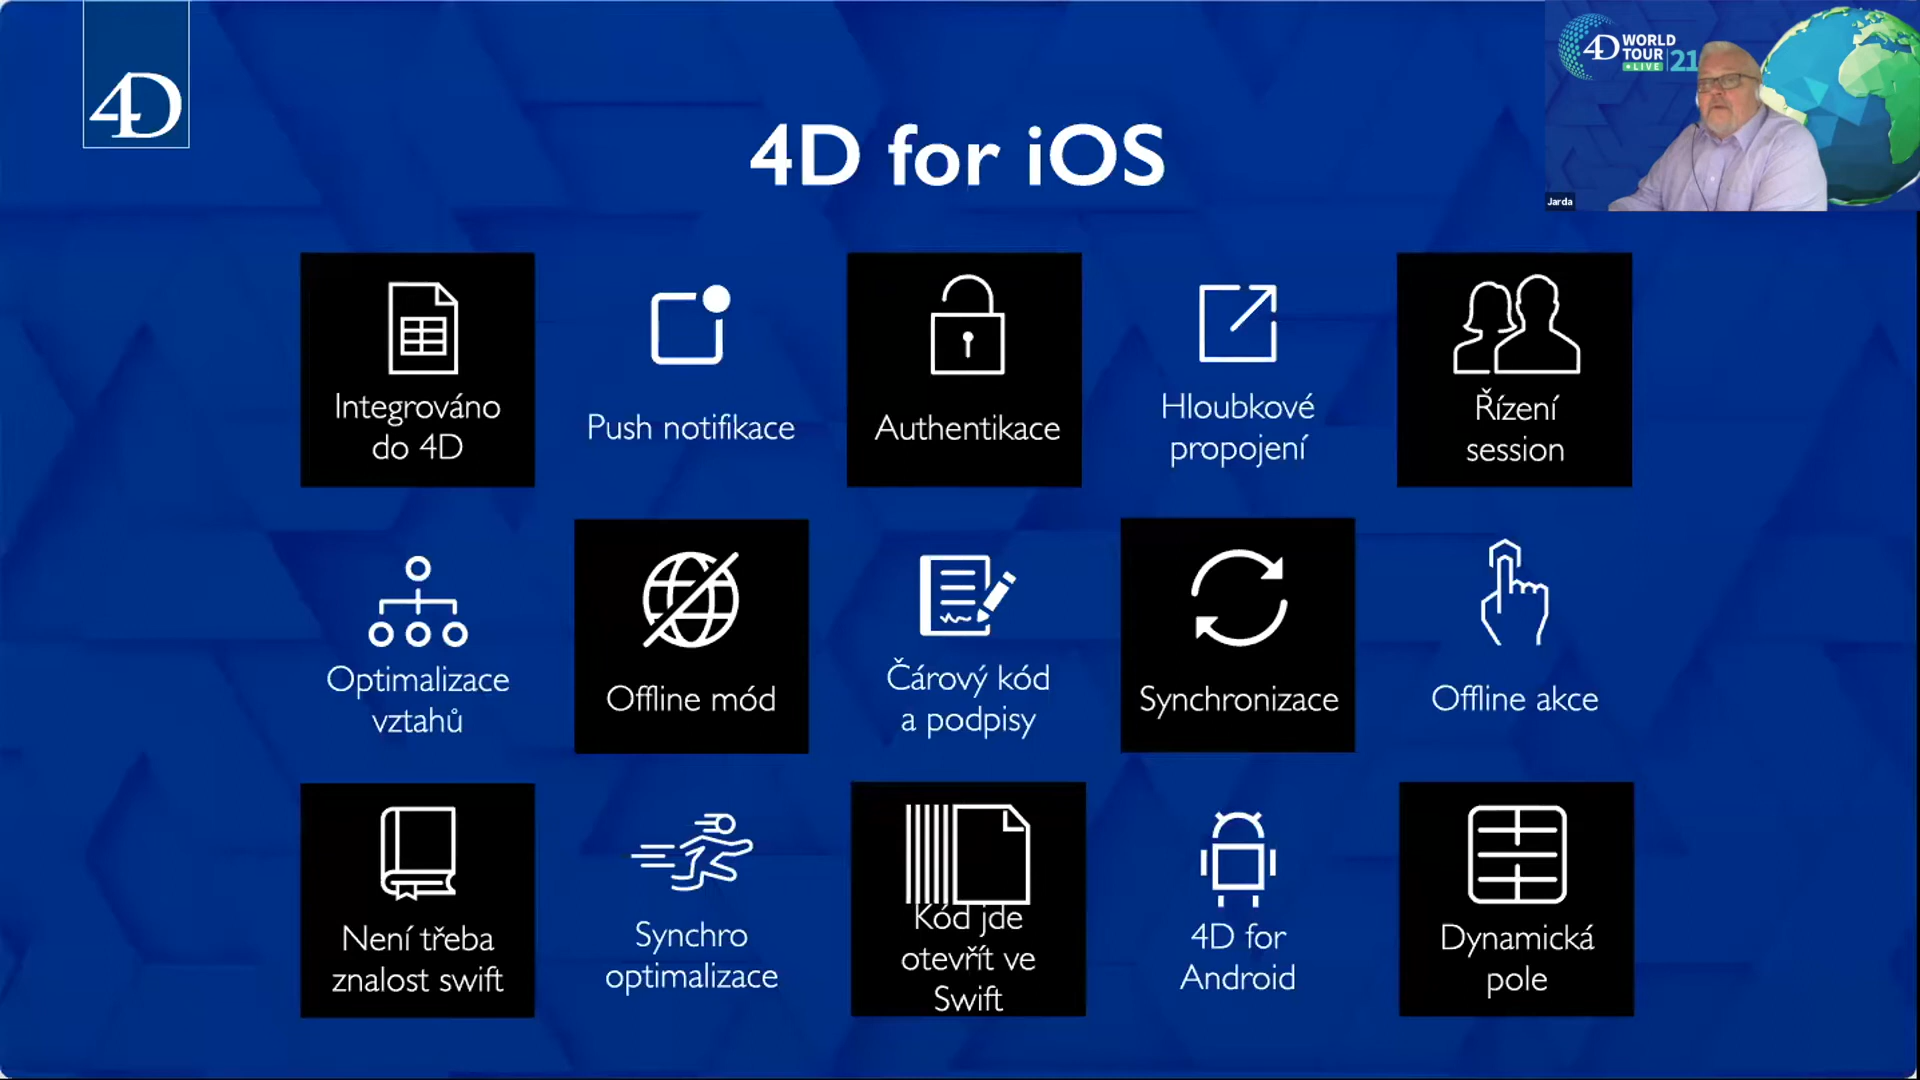 4D
4D WORLD
TOUR
• LIVE 21
Jarda
4D for iOS
Integrováno
do 4D
Push notifikace
Authentikace
Hloubkové
propojení
Řízení
session
Optimalizace
vztahů
Offline mód
Čárový kód
a podpisy
Synchronizace
Offline akce
Není třeba
znalost swift
Synchro
optimalizace
Kód jde
otevřít ve
Swift
4D for
Android
Dynamická
pole